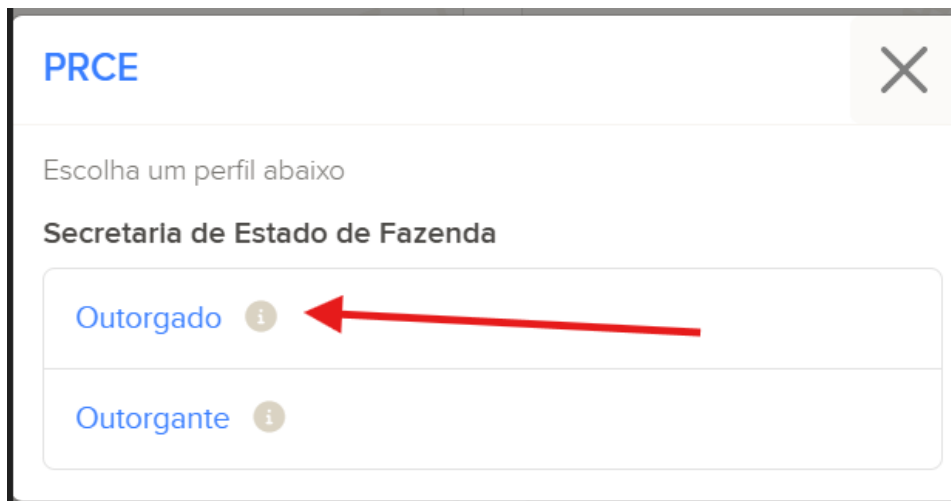 PRCE
Escolha um perfil abaixo
Secretaria de Estado de Fazenda
Outorgado
Outorgante